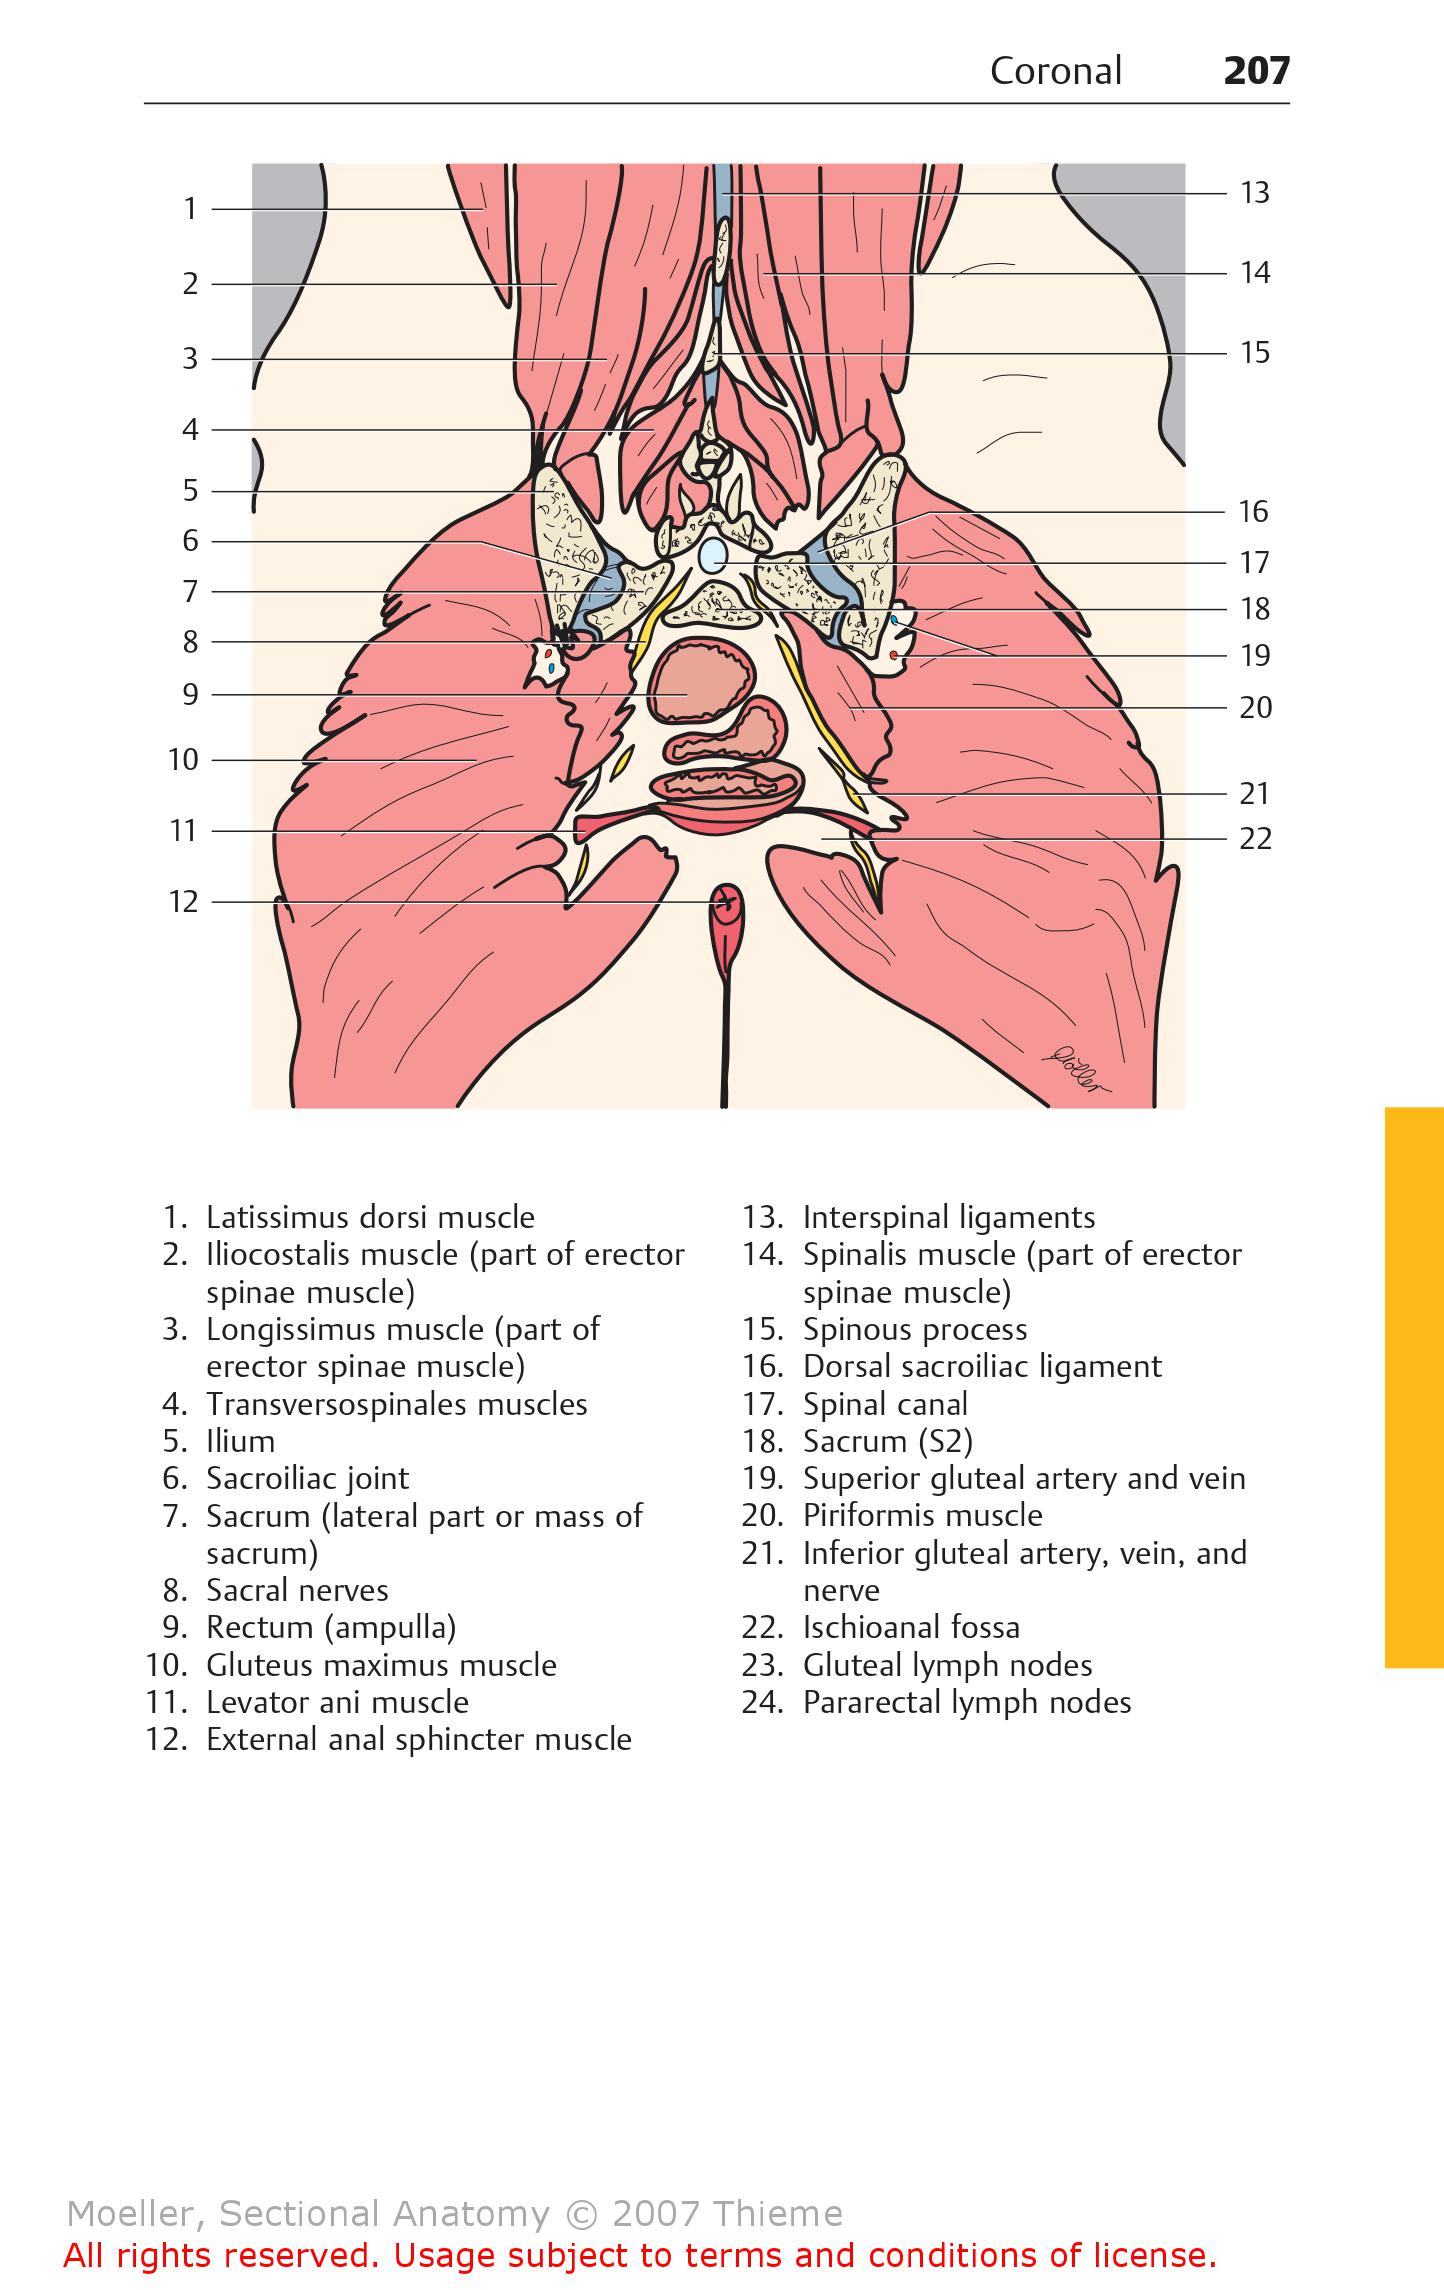 Coronal 207
1
2
3
4
5
6
7
8
9
10
11
12
13
14
15
16
17
18
19
20
21
22
1. Latissimus dorsi muscle
2. Iliocostalis muscle (part of erector
spinae muscle)
3. Longissimus muscle (part of
erector spinae muscle)
4. Transversospinales muscles
5. Ilium
6. Sacroiliac joint
7. Sacrum (lateral part or mass of
sacrum)
8. Sacral nerves
9. Rectum (ampulla)
10. Gluteus maximus muscle
11. Levator ani muscle
12. External anal sphincter muscle
13. Interspinal ligaments
14. Spinalis muscle (part of erector
spinae muscle)
15. Spinous process
16. Dorsal sacroiliac ligament
17. Spinal canal
18. Sacrum (S2)
19. Superior gluteal artery and vein
20. Piriformis muscle
21. Inferior gluteal artery, vein, and
nerve
22. Ischioanal fossa
23. Gluteal lymph nodes
24. Pararectal lymph nodes
Moeller, Sectional Anatomy © 2007 Thieme
All rights reserved. Usage subject to terms and conditions of license.